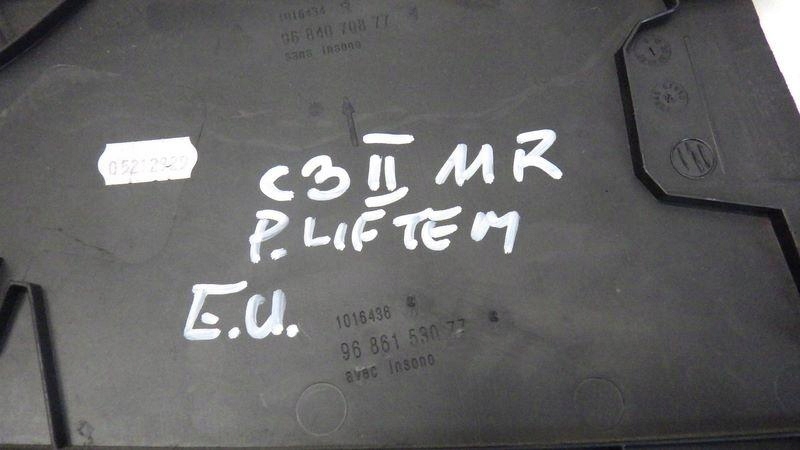 1016434
96 840 708 77
sans insono
05212929
C3 II MR
P. LIFTEM
E.U.
1016436
96 861 530 77
avec insono